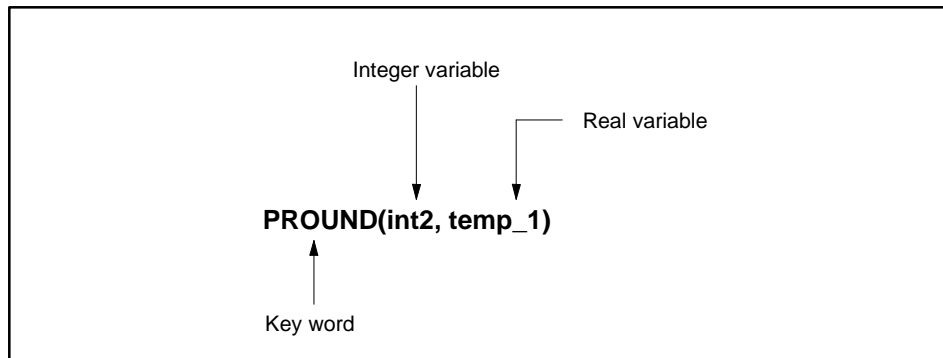 Integer variable
Real variable
PROUND(int2, temp_1)
Key word